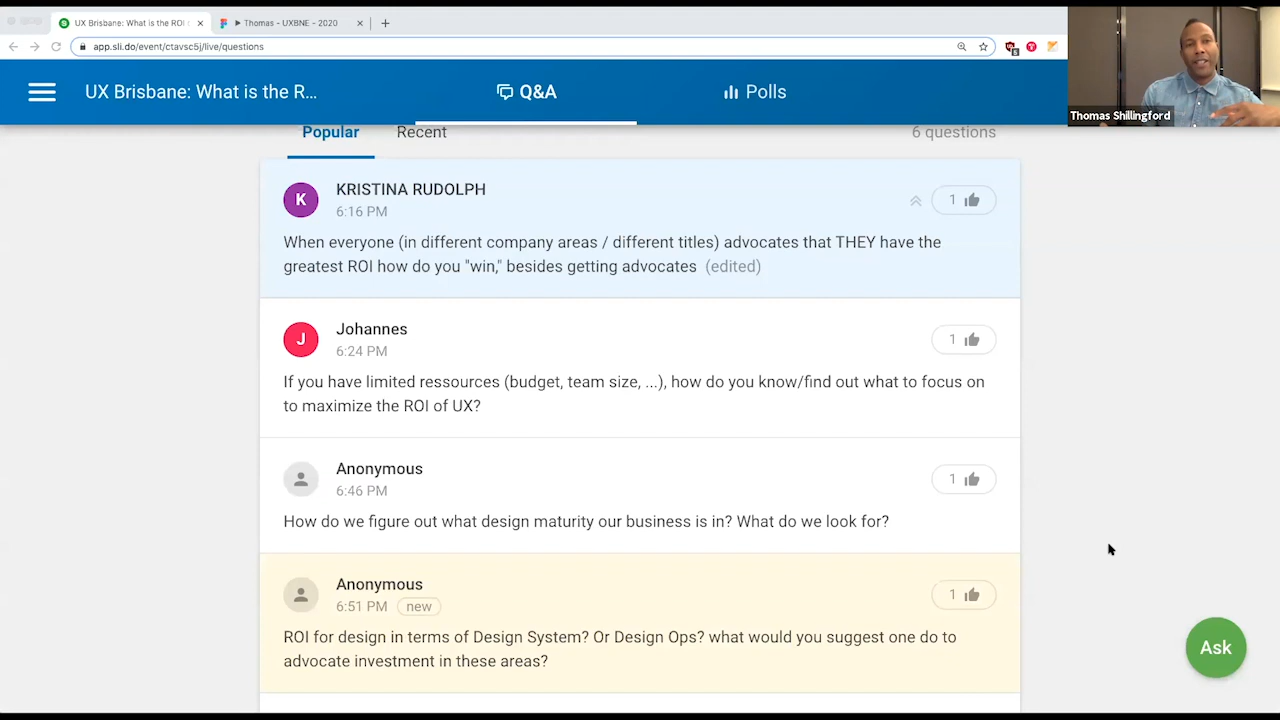 UX Brisbane: What is the ROI
Thomas - UXBNE - 2020
app.sli.do/event/ctavsc5j/live/questions
UX Brisbane: What is the R...
Q&A
Polls
Thomas Shillingford
Popular
Recent
6 questions
K
KRISTINA RUDOLPH
6:16 PM
1
When everyone (in different company areas / different titles) advocates that THEY have the
greatest ROI how do you "win," besides getting advocates (edited)
J
Johannes
6:24 PM
1
If you have limited ressources (budget, team size, ...), how do you know/find out what to focus on
to maximize the ROI of UX?
Anonymous
6:46 PM
1
How do we figure out what design maturity our business is in? What do we look for?
Anonymous
6:51 PM new
1
ROI for design in terms of Design System? Or Design Ops? what would you suggest one do to
advocate investment in these areas?
Ask